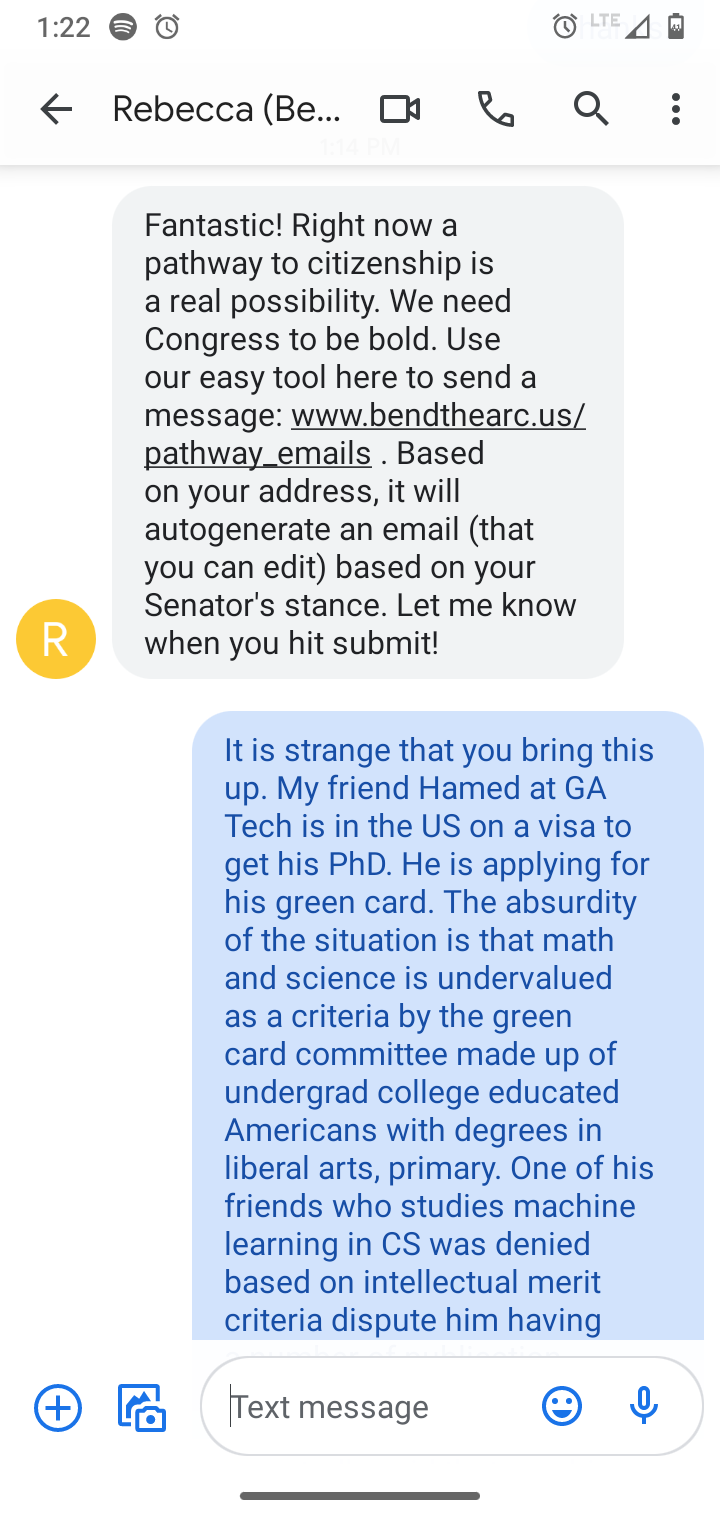 1:22
LTE
41
Rebecca (Be...
1:14 PM
Fantastic! Right now a
pathway to citizenship is
a real possibility. We need
Congress to be bold. Use
our easy tool here to send a
message: www.bendthearc.us/
pathway_emails . Based
on your address, it will
autogenerate an email (that
you can edit) based on your
Senator's stance. Let me know
when you hit submit!
R
It is strange that you bring this
up. My friend Hamed at GA
Tech is in the US on a visa to
get his PhD. He is applying for
his green card. The absurdity
of the situation is that math
and science is undervalued
as a criteria by the green
card committee made up of
undergrad college educated
Americans with degrees in
liberal arts, primary. One of his
friends who studies machine
learning in CS was denied
based on intellectual merit
criteria dispute him having
Text message